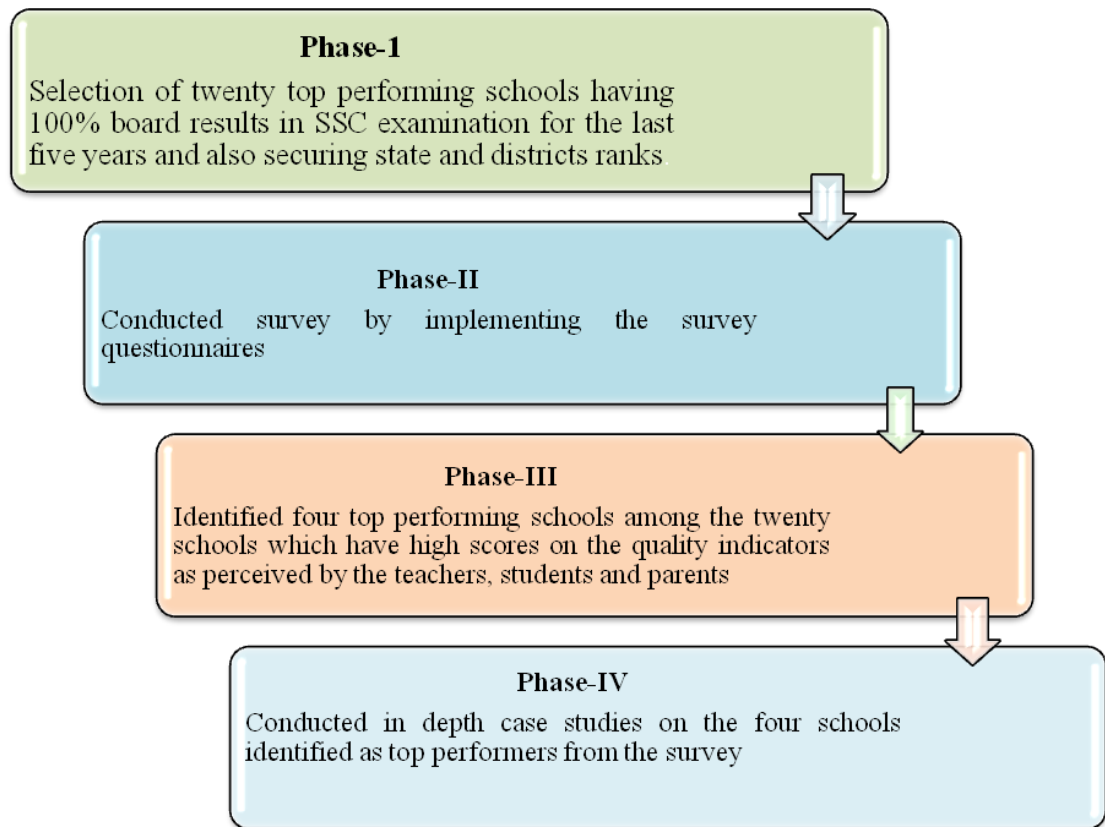 Phase-1
Selection of twenty top performing schools having
100% board results in SSC examination for the last
five years and also securing state and districts ranks.
Phase-II
Conducted survey by implementing the survey
questionnaires
Phase-III
Identified four top performing schools among the twenty
schools which have high scores on the quality indicators
as perceived by the teachers, students and parents
Phase-IV
Conducted in depth case studies on the four schools
identified as top performers from the survey